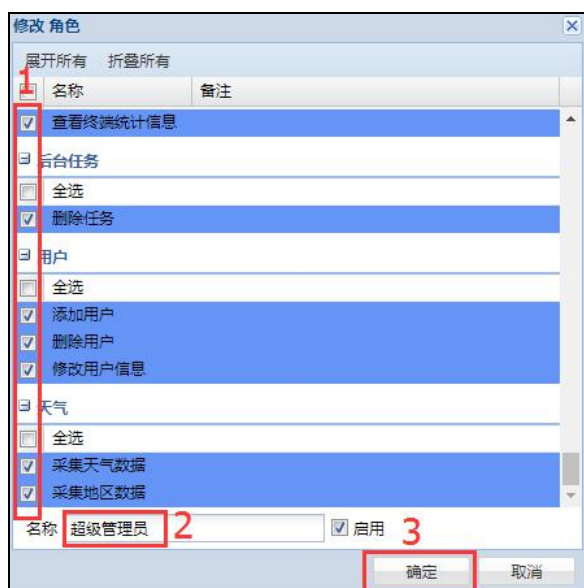 修改 角色
展开所有 折叠所有
1
名称 备注
查看终端统计信息
后台任务
全选
删除任务
用户
全选
添加用户
删除用户
修改用户信息
天气
全选
采集天气数据
采集地区数据
名称 超级管理员 2 启用 3
确定 取消